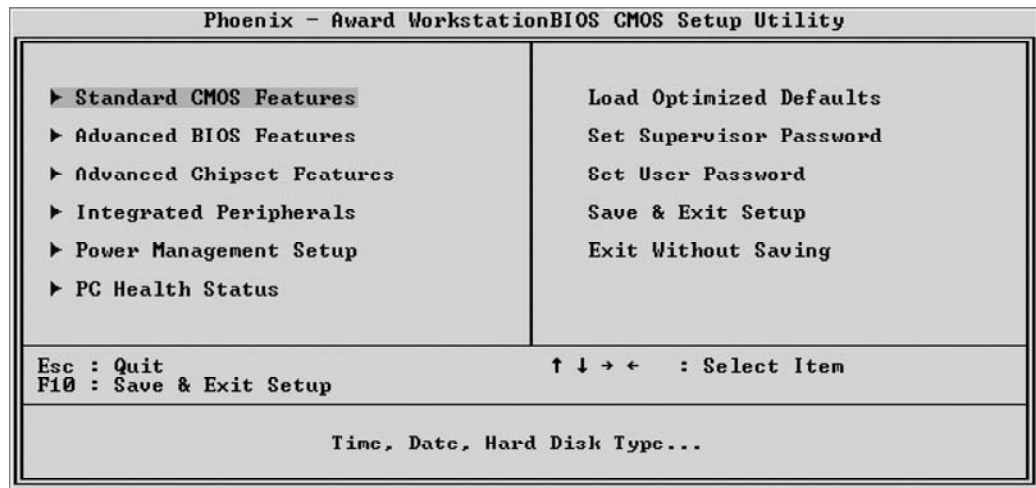 Phoenix - Award WorkstationBIOS CMOS Setup Utility
► Standard CMOS Features
► Advanced BIOS Features
► Advanced Chipset Features
► Integrated Peripherals
► Power Management Setup
► PC Health Status
Load Optimized Defaults
Set Supervisor Password
Set User Password
Save & Exit Setup
Exit Without Saving
Esc : Quit
F10 : Save & Exit Setup
↑ ↓ → ← : Select Item
Time, Date, Hard Disk Type...